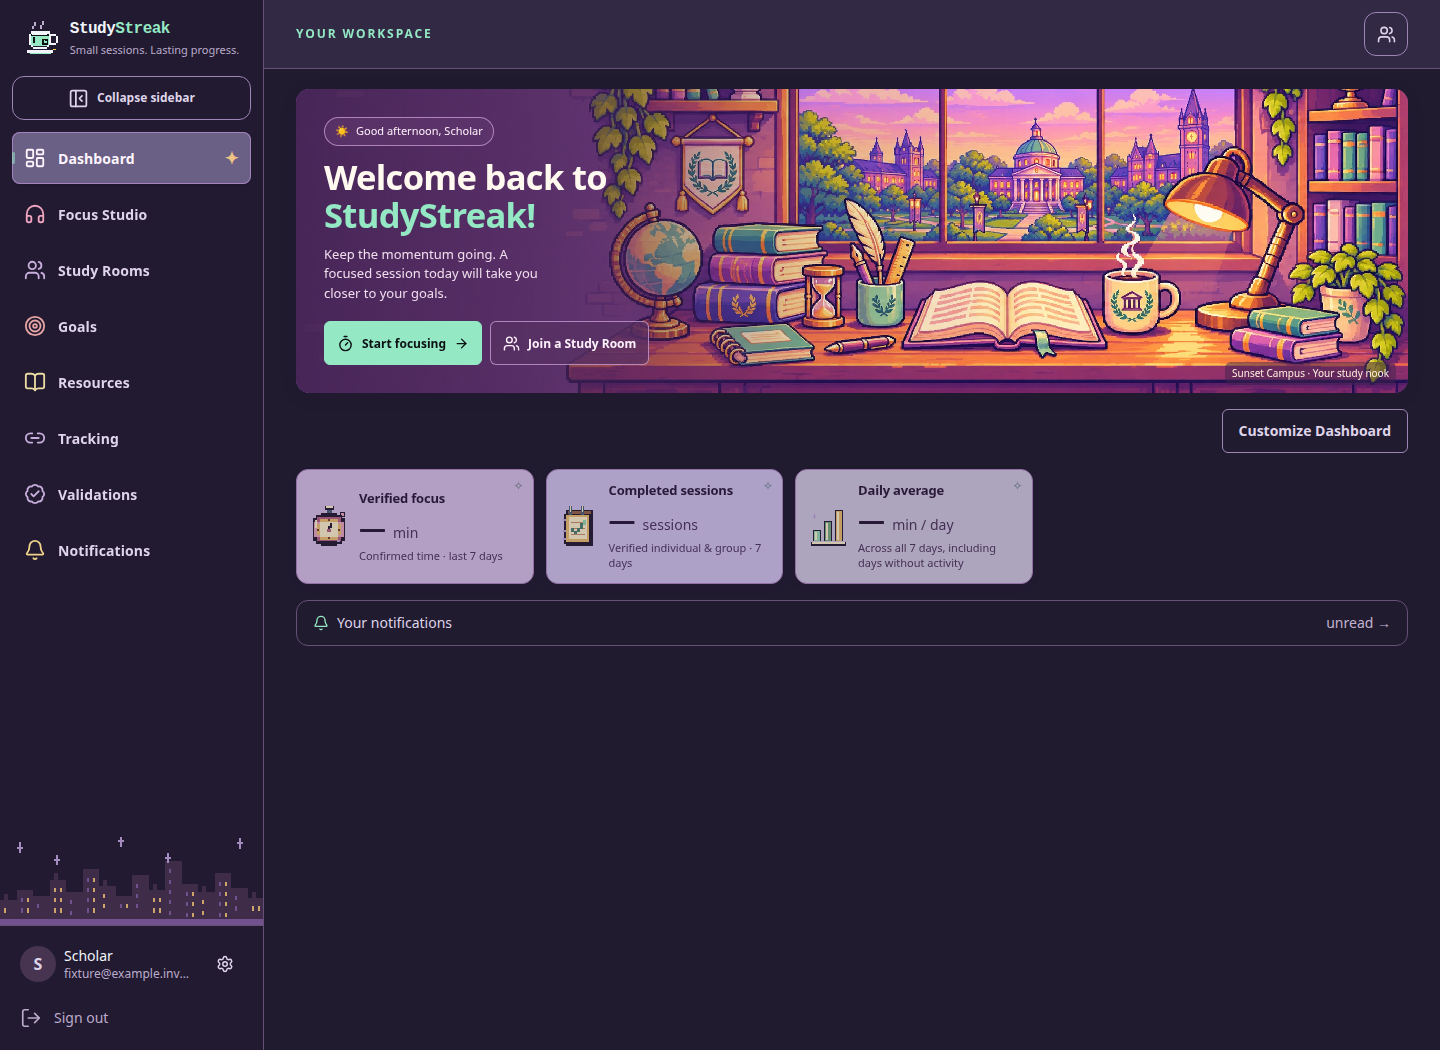 StudyStreak
Small sessions. Lasting progress.
Collapse sidebar
Dashboard
Focus Studio
Study Rooms
Goals
Resources
Tracking
Validations
Notifications
S
Scholar
fixture@example.inv...
Sign out
YOUR WORKSPACE
Good afternoon, Scholar
Welcome back to
StudyStreak!
Keep the momentum going. A
focused session today will take you
closer to your goals.
Start focusing →
Join a Study Room
Sunset Campus · Your study nook
Customize Dashboard
Verified focus
— min
Confirmed time · last 7 days
Completed sessions
— sessions
Verified individual & group · 7
days
Daily average
— min / day
Across all 7 days, including
days without activity
Your notifications
unread →